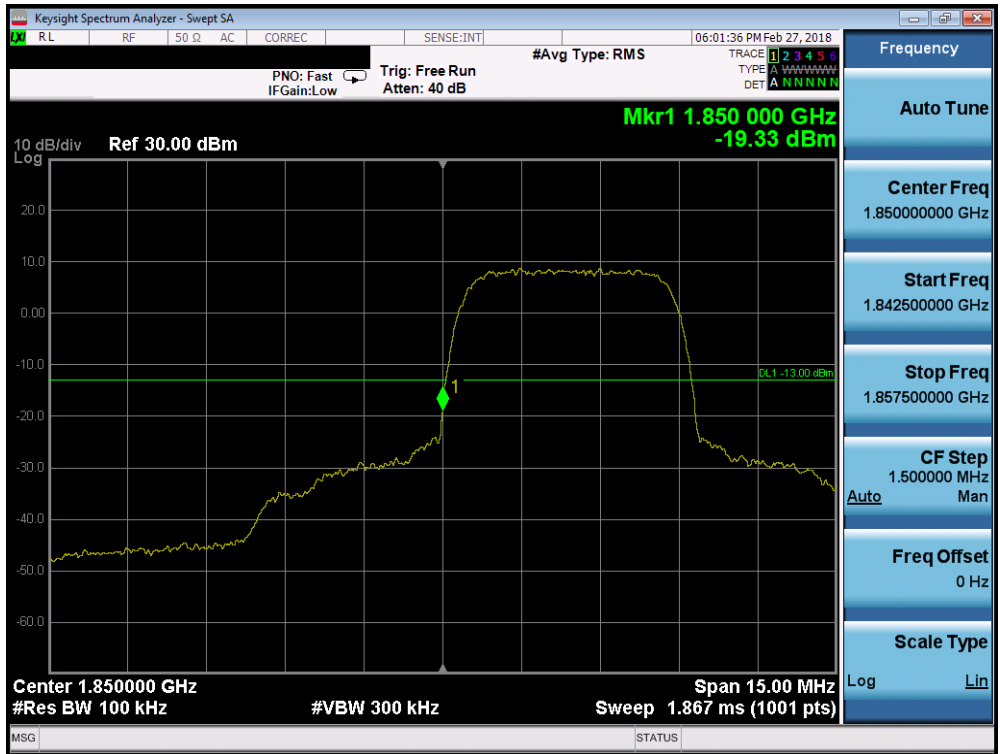 Keysight Spectrum Analyzer - Swept SA
LXI RL RF 50 Ω AC CORREC SENSE:INT 06:01:36 PM Feb 27, 2018
PNO: Fast
IFGain:Low
Trig: Free Run
Atten: 40 dB
#Avg Type: RMS
TRACE 1 2 3 4 5 6
TYPE A WWWWW
DET A N N N N N
Mkr1 1.850 000 GHz
-19.33 dBm
10 dB/div
Log
Ref 30.00 dBm
20.0
10.0
0.00
-10.0
-20.0
-30.0
-40.0
-50.0
-60.0
DL1 -13.00 dBm
1
Center 1.850000 GHz
Span 15.00 MHz
#Res BW 100 kHz
#VBW 300 kHz
Sweep 1.867 ms (1001 pts)
MSG
STATUS
Frequency
Auto Tune
Center Freq
1.850000000 GHz
Start Freq
1.842500000 GHz
Stop Freq
1.857500000 GHz
CF Step
1.500000 MHz
Auto Man
Freq Offset
0 Hz
Scale Type
Log Lin